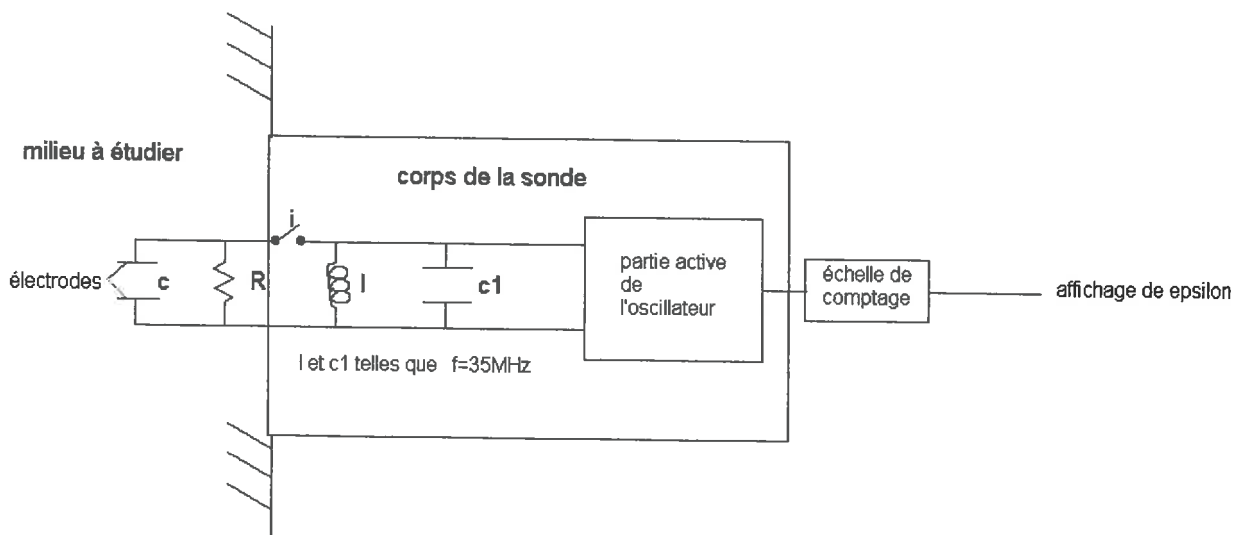 milieu à étudier
corps de la sonde
i
électrodes
c
R
l
c1
partie active
de
l'oscillateur
échelle de
comptage
affichage de epsilon
l et c1 telles que f=35MHz